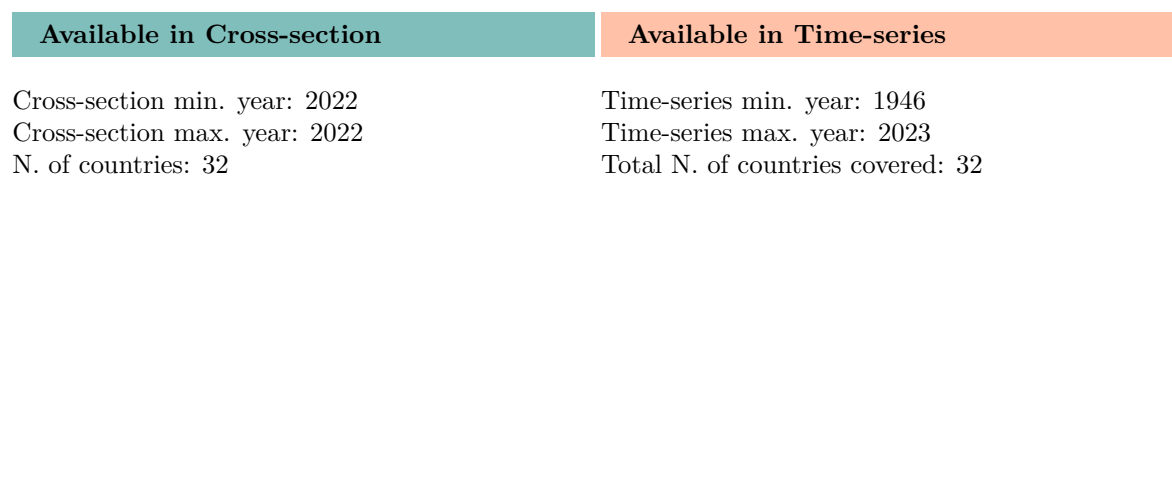 Available in Cross-section
Cross-section min. year: 2022
Cross-section max. year: 2022
N. of countries: 32
Available in Time-series
Time-series min. year: 1946
Time-series max. year: 2023
Total N. of countries covered: 32